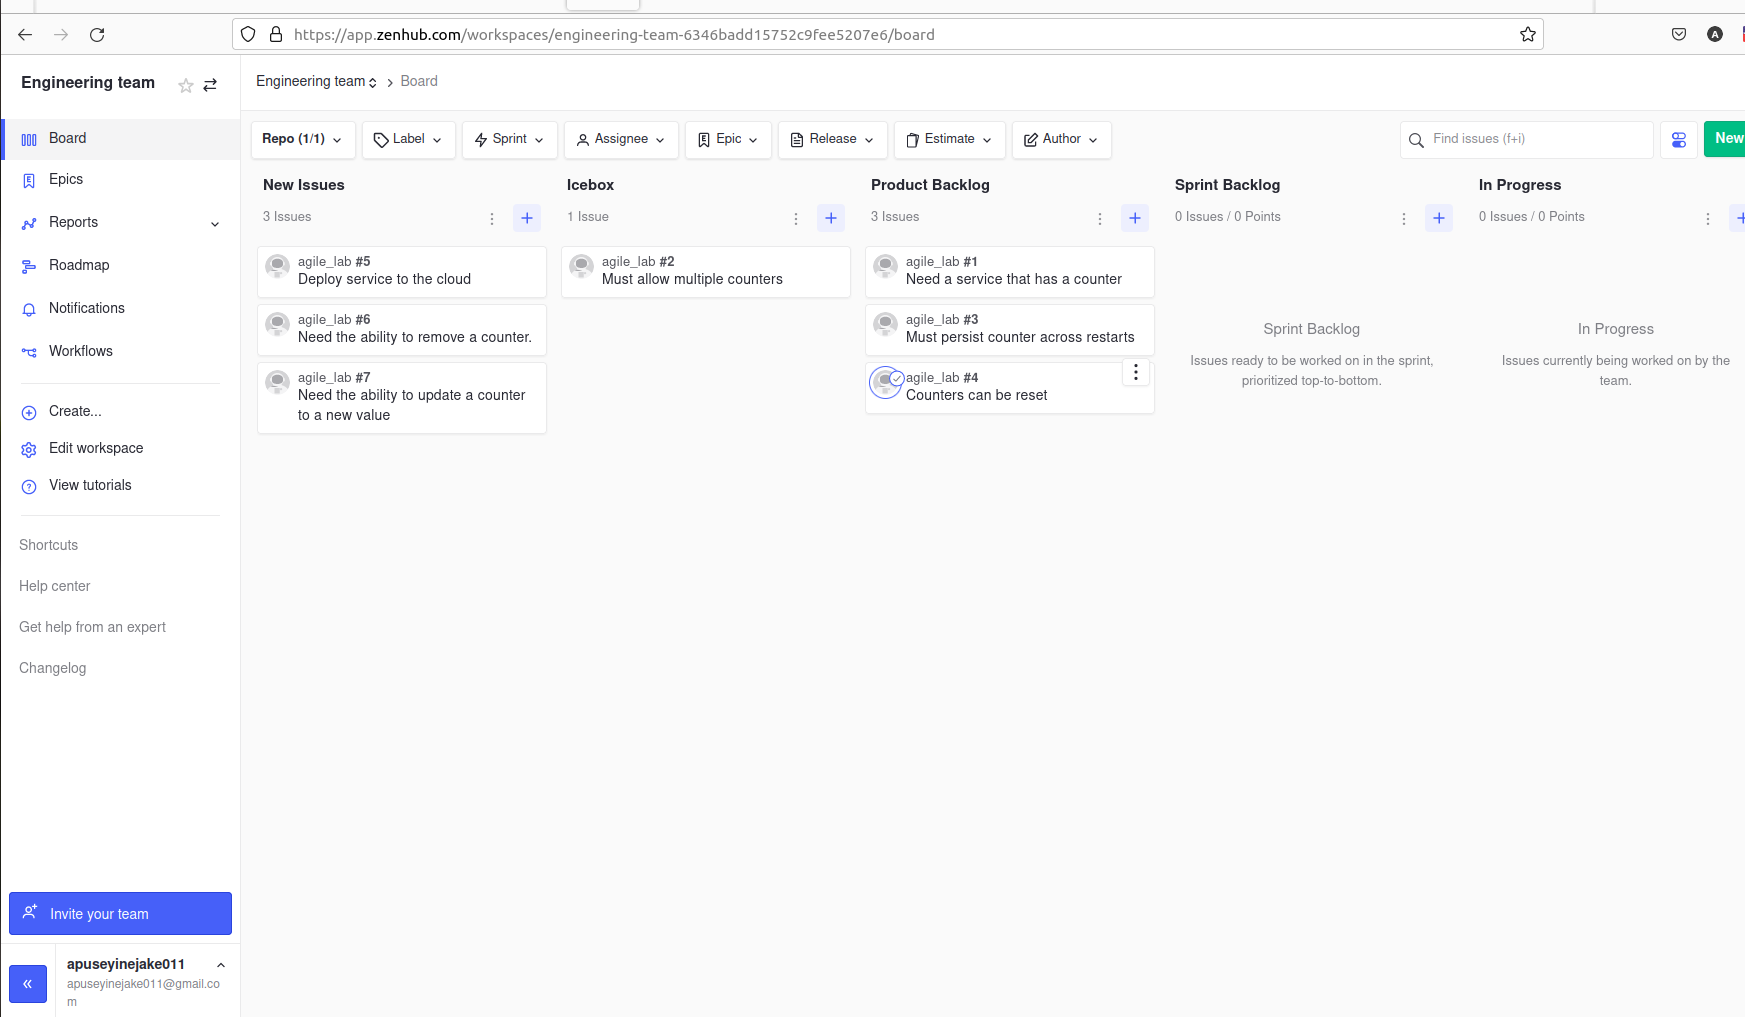 https://app.zenhub.com/workspaces/engineering-team-6346badd15752c9fee5207e6/board
A
Engineering team
Engineering team > Board
Board
Epics
Reports
Roadmap
Notifications
Workflows
Create...
Edit workspace
View tutorials
Shortcuts
Help center
Get help from an expert
Changelog
Invite your team
«
apuseyinejake011
apuseyinejake011@gmail.co
m
Repo (1/1)
Label
Sprint
Assignee
Epic
Release
Estimate
Author
Find issues (f+i)
New
New Issues
3 Issues
agile_lab #5
Deploy service to the cloud
agile_lab #6
Need the ability to remove a counter.
agile_lab #7
Need the ability to update a counter
to a new value
Icebox
1 Issue
agile_lab #2
Must allow multiple counters
Product Backlog
3 Issues
agile_lab #1
Need a service that has a counter
agile_lab #3
Must persist counter across restarts
agile_lab #4
Counters can be reset
Sprint Backlog
0 Issues / 0 Points
Sprint Backlog
Issues ready to be worked on in the sprint,
prioritized top-to-bottom.
In Progress
0 Issues / 0 Points
In Progress
Issues currently being worked on by the
team.